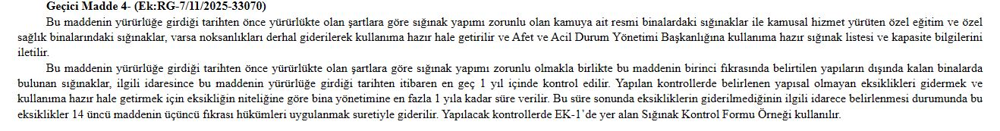 Geçici Madde 4- (Ek:RG-7/11/2025-33070)
Bu maddenin yürürlüğe girdiği tarihten önce yürürlükte olan şartlara göre sığınak yapımı zorunlu olan kamuya ait resmi binalardaki sığınaklar ile kamusal hizmet yürüten özel eğitim ve özel
sağlık binalarındaki sığınaklar, varsa noksanlıkları derhal giderilerek kullanıma hazır hale getirilir ve Afet ve Acil Durum Yönetimi Başkanlığına kullanıma hazır sığınak listesi ve kapasite bilgilerini
iletilir.
Bu maddenin yürürlüğe girdiği tarihten önce yürürlükte olan şartlara göre sığınak yapımı zorunlu olmakla birlikte bu maddenin birinci fıkrasında belirtilen yapıların dışında kalan binalarda
bulunan sığınaklar, ilgili idaresince bu maddenin yürürlüğe girdiği tarihten itibaren en geç 1 yıl içinde kontrol edilir. Yapılan kontrollerde belirlenen yapısal olmayan eksiklikleri gidermek ve
kullanıma hazır hale getirmek için eksikliğin niteliğine göre bina yönetimine en fazla 1 yıla kadar süre verilir. Bu süre sonunda eksikliklerin giderilmediğinin ilgili idarece belirlenmesi durumunda bu
eksiklikler 14 üncü maddenin üçüncü fıkrası hükümleri uygulanmak suretiyle giderilir. Yapılacak kontrollerde EK-1’de yer alan Sığınak Kontrol Formu Örneği kullanılır.